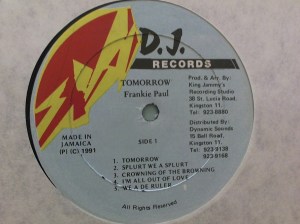 D.J.
RECORDS
TOMORROW
Frankie Paul
Prod. & Arr. By:
King Jammy's
Recording Studio
38 St. Lucia Road,
Kingston 11.
Tel: 923-8880
Distributed By:
Dynamic Sounds
15 Bell Road,
Kingston 11.
Tel: 923-9138
923-9168
MADE IN
JAMAICA
(P) (C) 1991
SIDE 1
1. TOMORROW
2. SPLURT WE A SPLURT
3. CROWNING OF THE BROWNING
4. I'M ALL OUT OF LOVE
5. WE A DE RULER
All Rights Reserved.